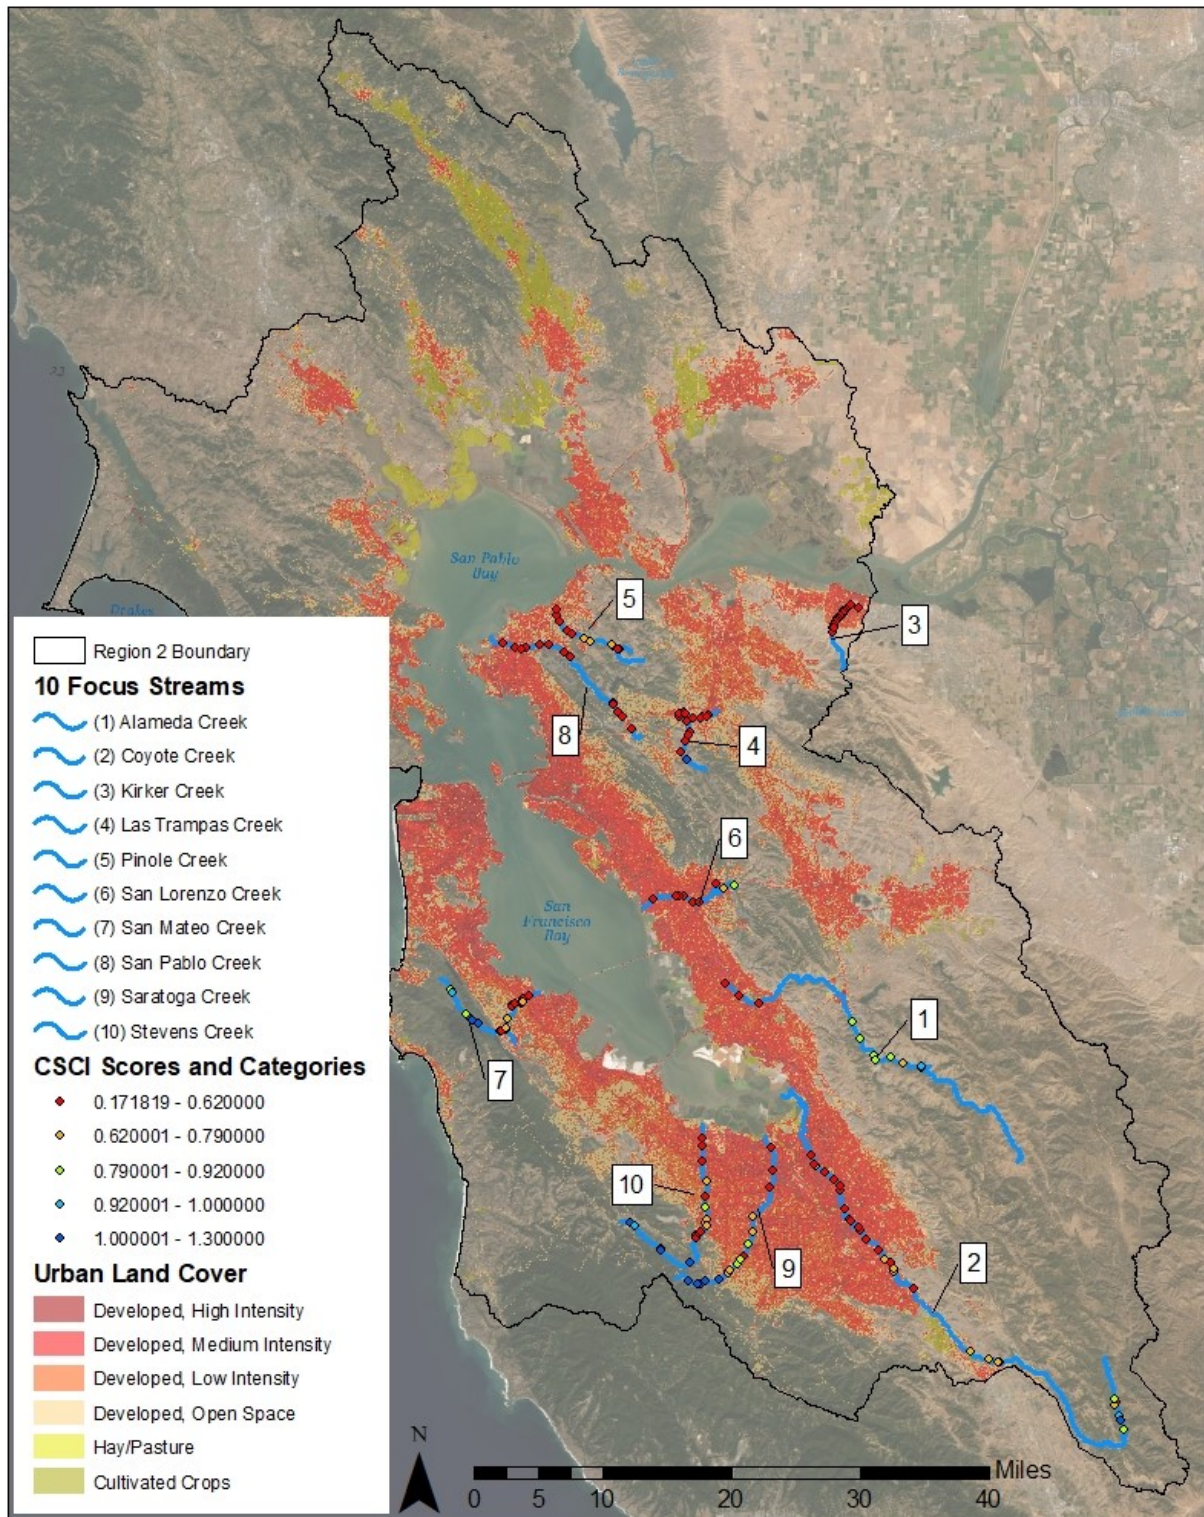 San Pablo
Bay
Drakes
5
3
8
4
6
San
Francisco
Bay
1
7
10
9
2
Region 2 Boundary
10 Focus Streams
(1) Alameda Creek
(2) Coyote Creek
(3) Kirker Creek
(4) Las Trampas Creek
(5) Pinole Creek
(6) San Lorenzo Creek
(7) San Mateo Creek
(8) San Pablo Creek
(9) Saratoga Creek
(10) Stevens Creek
CSCI Scores and Categories
0.171819 - 0.620000
0.620001 - 0.790000
0.790001 - 0.920000
0.920001 - 1.000000
1.000001 - 1.300000
Urban Land Cover
Developed, High Intensity
Developed, Medium Intensity
Developed, Low Intensity
Developed, Open Space
Hay/Pasture
Cultivated Crops
N
Miles
0 5 10 20 30 40